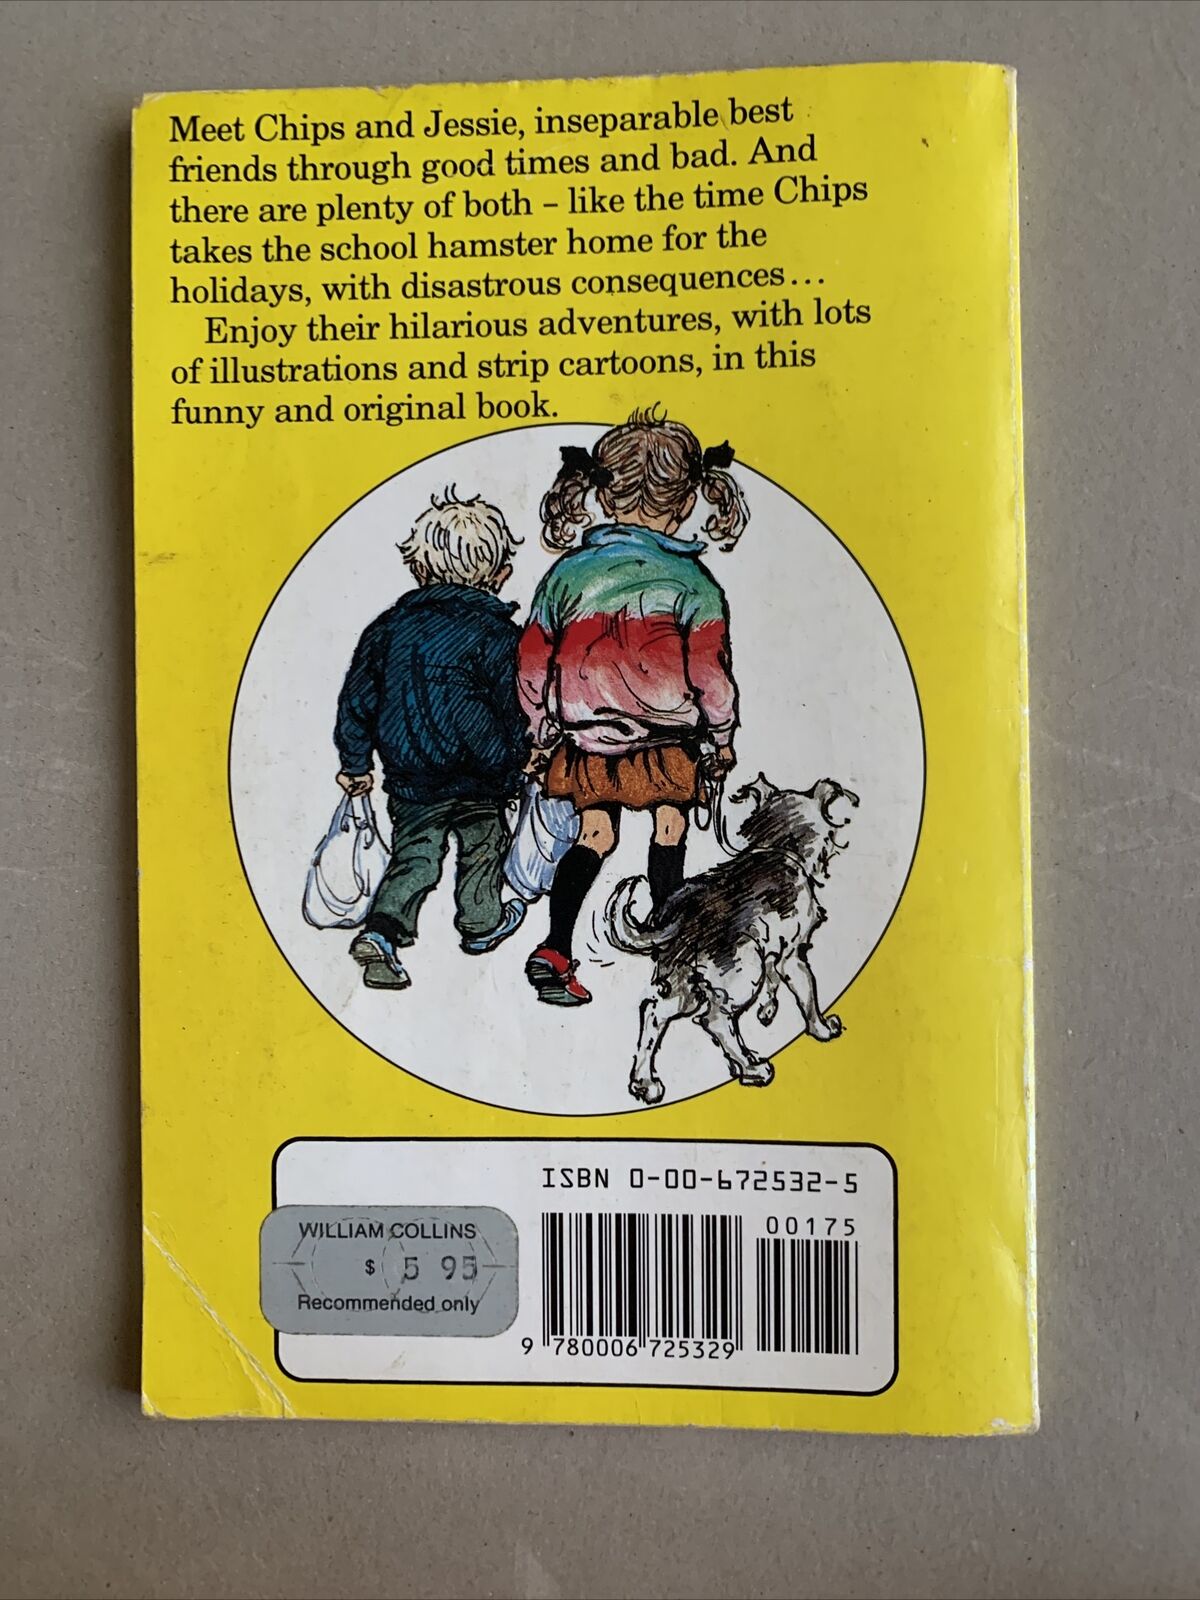 Meet Chips and Jessie, inseparable best
friends through good times and bad. And
there are plenty of both – like the time Chips
takes the school hamster home for the
holidays, with disastrous consequences...
Enjoy their hilarious adventures, with lots
of illustrations and strip cartoons, in this
funny and original book.
ISBN 0-00-672532-5
00175
WILLIAM COLLINS
$ 5 95
Recommended only
9 780006 725329